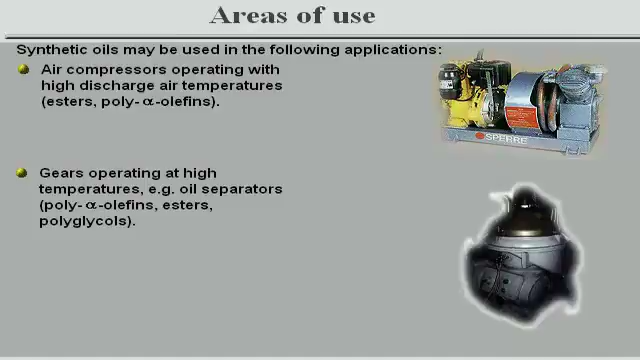 Areas of use
Synthetic oils may be used in the following applications:
Air compressors operating with
high discharge air temperatures
(esters, poly-α-olefins).
SPERRE
Gears operating at high
temperatures, e.g. oil separators
(poly-α-olefins, esters,
polyglycols).